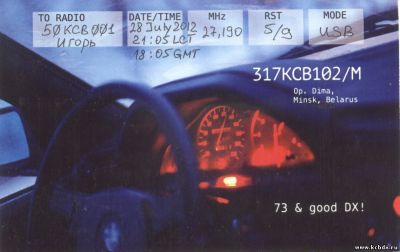 TO RADIO DATE/TIME MHz RST MODE
50KCB001 28 July 2012 27,190 5/9 USB
Игорь 21:05 LCT
18:05 GMT
317KCB102/M
Op. Dima,
Minsk, Belarus
73 & good DX!
www.kcbdx.ru